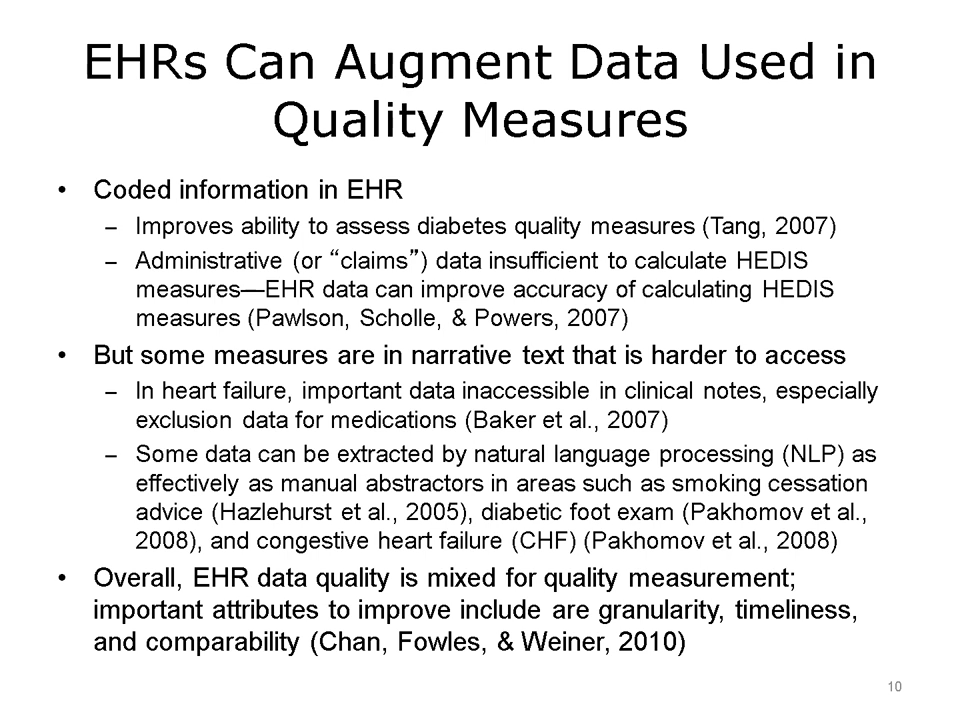 EHRs Can Augment Data Used in
Quality Measures
• Coded information in EHR
– Improves ability to assess diabetes quality measures (Tang, 2007)
– Administrative (or “claims”) data insufficient to calculate HEDIS
measures—EHR data can improve accuracy of calculating HEDIS
measures (Pawlson, Scholle, & Powers, 2007)
• But some measures are in narrative text that is harder to access
– In heart failure, important data inaccessible in clinical notes, especially
exclusion data for medications (Baker et al., 2007)
– Some data can be extracted by natural language processing (NLP) as
effectively as manual abstractors in areas such as smoking cessation
advice (Hazlehurst et al., 2005), diabetic foot exam (Pakhomov et al.,
2008), and congestive heart failure (CHF) (Pakhomov et al., 2008)
• Overall, EHR data quality is mixed for quality measurement;
important attributes to improve include are granularity, timeliness,
and comparability (Chan, Fowles, & Weiner, 2010)
10